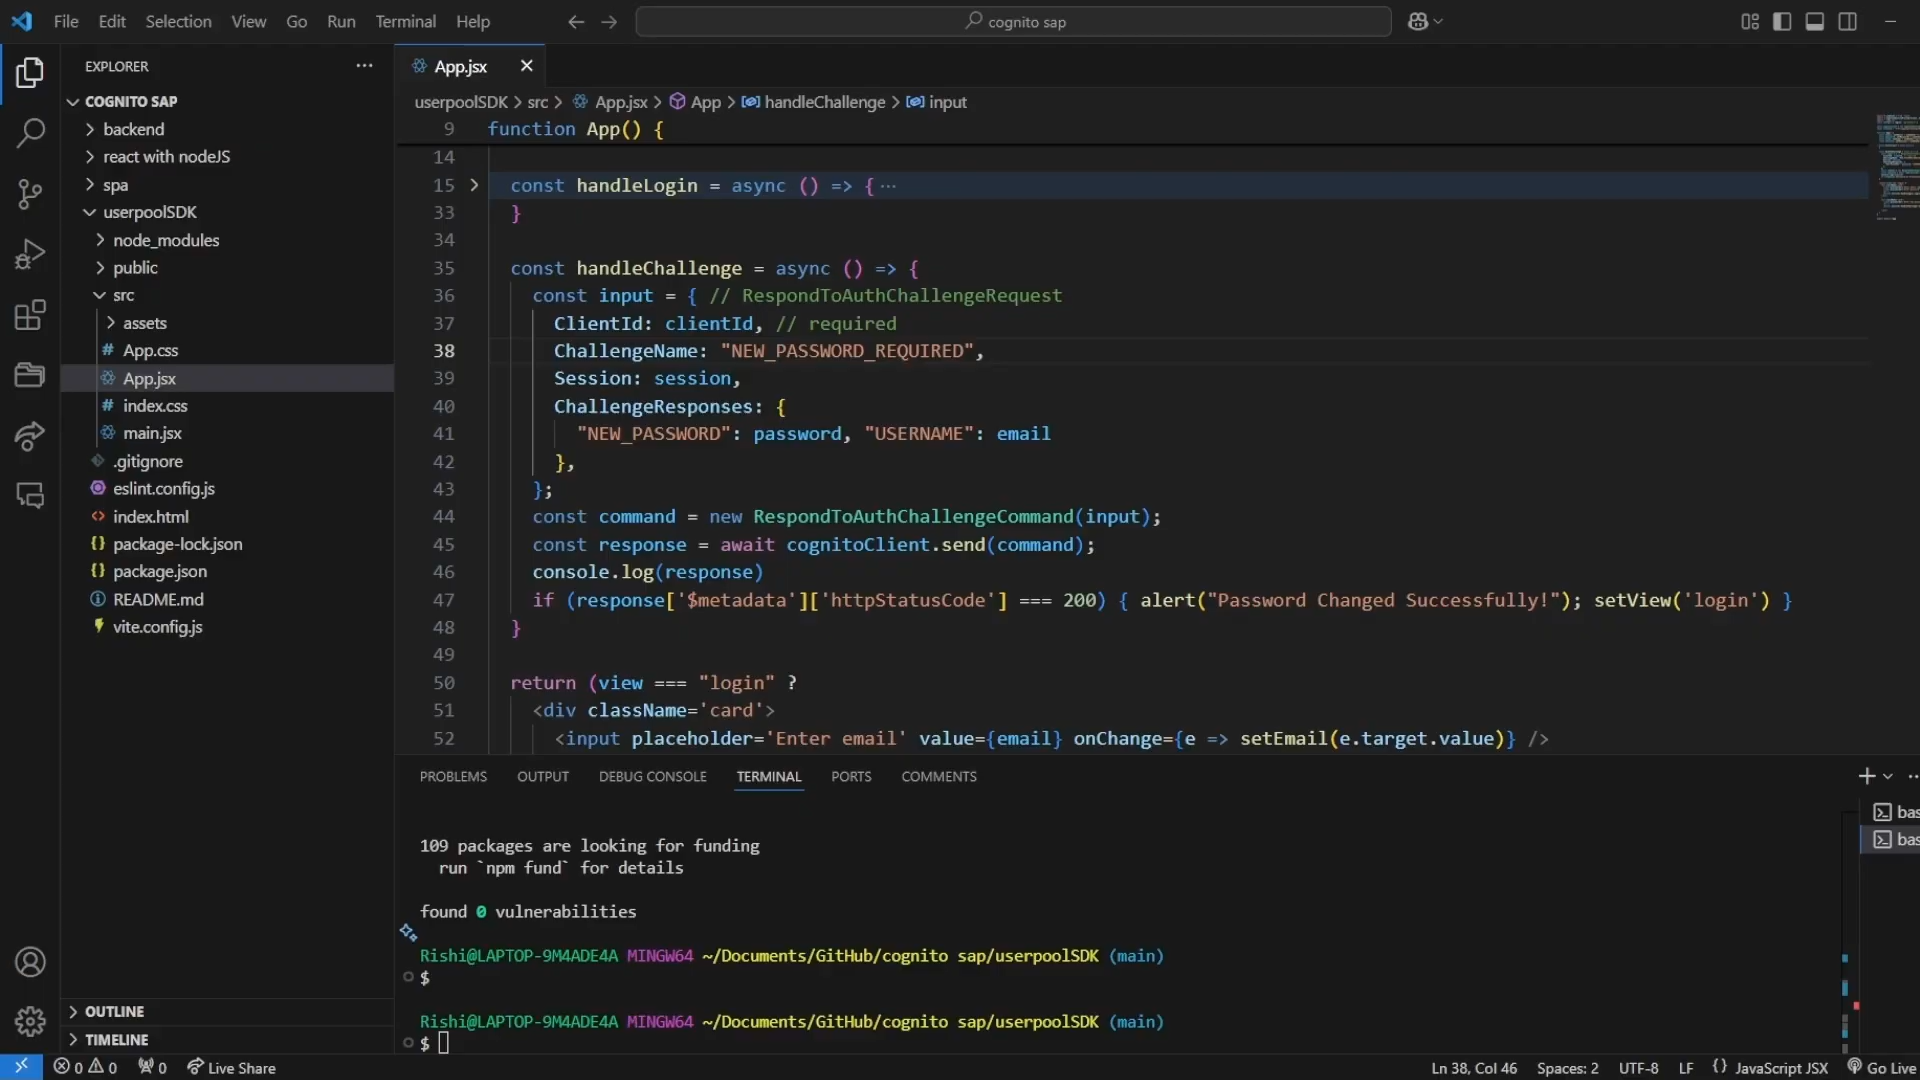 File Edit Selection View Go Run Terminal Help
cognito sap
EXPLORER
COGNITO SAP
backend
react with nodeJS
spa
userpoolSDK
node_modules
public
src
assets
App.css
App.jsx
index.css
main.jsx
.gitignore
eslint.config.js
index.html
package-lock.json
package.json
README.md
vite.config.js
OUTLINE
TIMELINE
App.jsx
userpoolSDK > src > App.jsx > App > handleChallenge > input
9 function App() {
14
15 const handleLogin = async () => { ···
33 }
34
35 const handleChallenge = async () => {
36 const input = { // RespondToAuthChallengeRequest
37 ClientId: clientId, // required
38 ChallengeName: "NEW_PASSWORD_REQUIRED",
39 Session: session,
40 ChallengeResponses: {
41 "NEW_PASSWORD": password, "USERNAME": email
42 },
43 };
44 const command = new RespondToAuthChallengeCommand(input);
45 const response = await cognitoClient.send(command);
46 console.log(response)
47 if (response['$metadata']['httpStatusCode'] === 200) { alert("Password Changed Successfully!"); setView('login') }
48 }
49
50 return (view === "login" ?
51 <div className='card'>
52 <input placeholder='Enter email' value={email} onChange={e => setEmail(e.target.value)} />
PROBLEMS OUTPUT DEBUG CONSOLE TERMINAL PORTS COMMENTS
109 packages are looking for funding
run `npm fund` for details
found 0 vulnerabilities
Rishi@LAPTOP-9M4ADE4A MINGW64 ~/Documents/GitHub/cognito sap/userpoolSDK (main)
$
Rishi@LAPTOP-9M4ADE4A MINGW64 ~/Documents/GitHub/cognito sap/userpoolSDK (main)
$
bas
bas
0 0 0 Live Share Ln 38, Col 46 Spaces: 2 UTF-8 LF {} JavaScript JSX Go Live